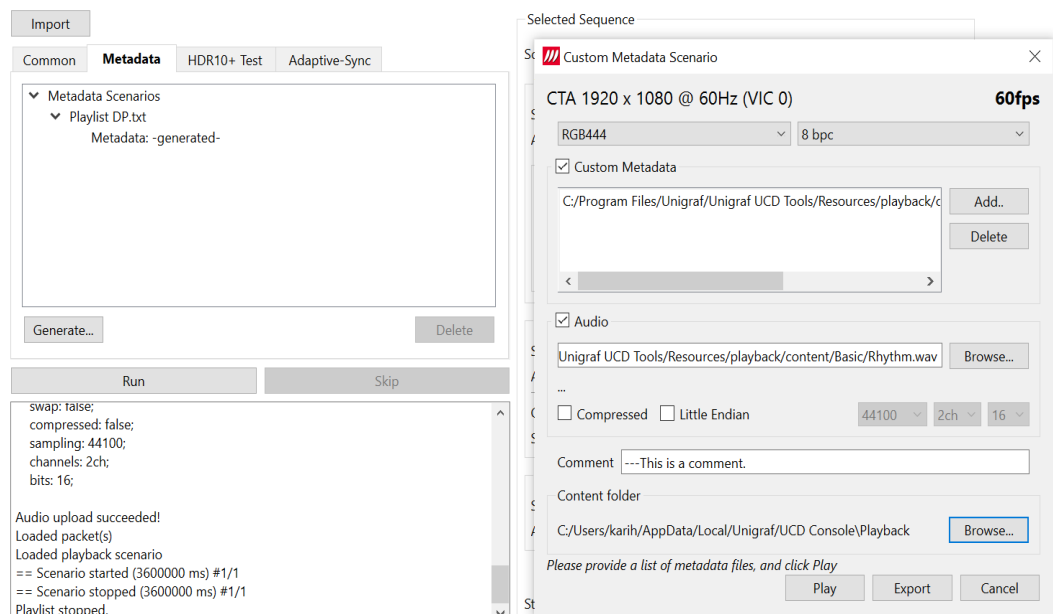 Import
Common
Metadata
HDR10+ Test
Adaptive-Sync
Metadata Scenarios
Playlist DP.txt
Metadata: -generated-
Generate...
Delete
Run
Skip
swap: false;
compressed: false;
sampling: 44100;
channels: 2ch;
bits: 16;
Audio upload succeeded!
Loaded packet(s)
Loaded playback scenario
== Scenario started (3600000 ms) #1/1
== Scenario stopped (3600000 ms) #1/1
Playlist stopped.
Selected Sequence
Custom Metadata Scenario
CTA 1920 x 1080 @ 60Hz (VIC 0)
60fps
RGB444
8 bpc
Custom Metadata
C:/Program Files/Unigraf/Unigraf UCD Tools/Resources/playback/c
Add..
Delete
Audio
Unigraf UCD Tools/Resources/playback/content/Basic/Rhythm.wav
Browse...
...
Compressed
Little Endian
44100
2ch
16
Comment
---This is a comment.
Content folder
C:/Users/karih/AppData/Local/Unigraf/UCD Console\Playback
Browse...
Please provide a list of metadata files, and click Play
Play
Export
Cancel